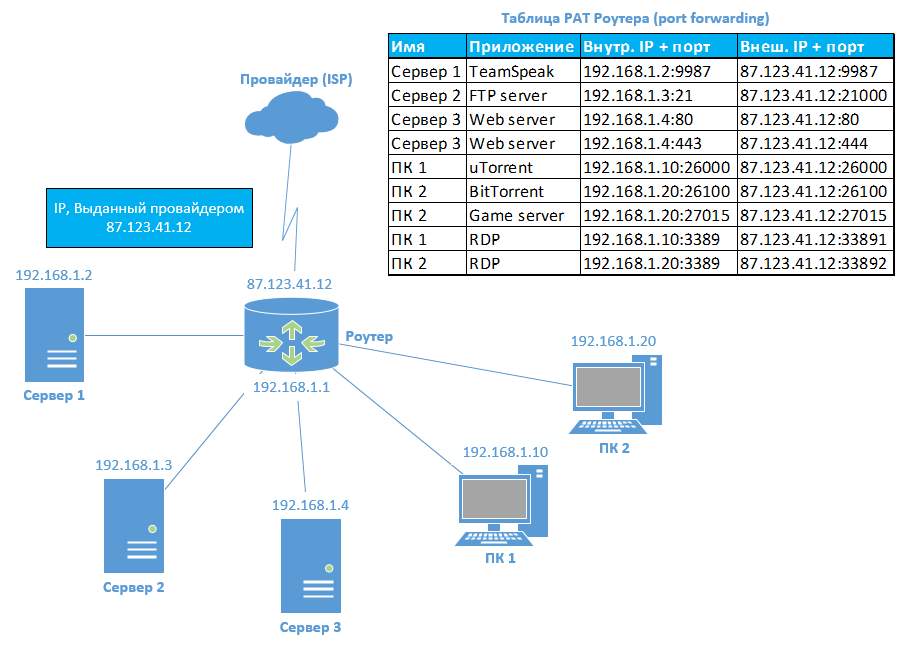 Таблица PAT Роутера (port forwarding)
Имя Приложение Внутр. IP + порт Внеш. IP + порт
Сервер 1 TeamSpeak 192.168.1.2:9987 87.123.41.12:9987
Сервер 2 FTP server 192.168.1.3:21 87.123.41.12:21000
Сервер 3 Web server 192.168.1.4:80 87.123.41.12:80
Сервер 3 Web server 192.168.1.4:443 87.123.41.12:444
ПК 1 uTorrent 192.168.1.10:26000 87.123.41.12:26000
ПК 2 BitTorrent 192.168.1.20:26100 87.123.41.12:26100
ПК 2 Game server 192.168.1.20:27015 87.123.41.12:27015
ПК 1 RDP 192.168.1.10:3389 87.123.41.12:33891
ПК 2 RDP 192.168.1.20:3389 87.123.41.12:33892
Провайдер (ISP)
IP, Выданный провайдером
87.123.41.12
192.168.1.2
87.123.41.12
Роутер
192.168.1.20
192.168.1.1
Сервер 1
ПК 2
192.168.1.10
192.168.1.3
192.168.1.4
ПК 1
Сервер 2
Сервер 3